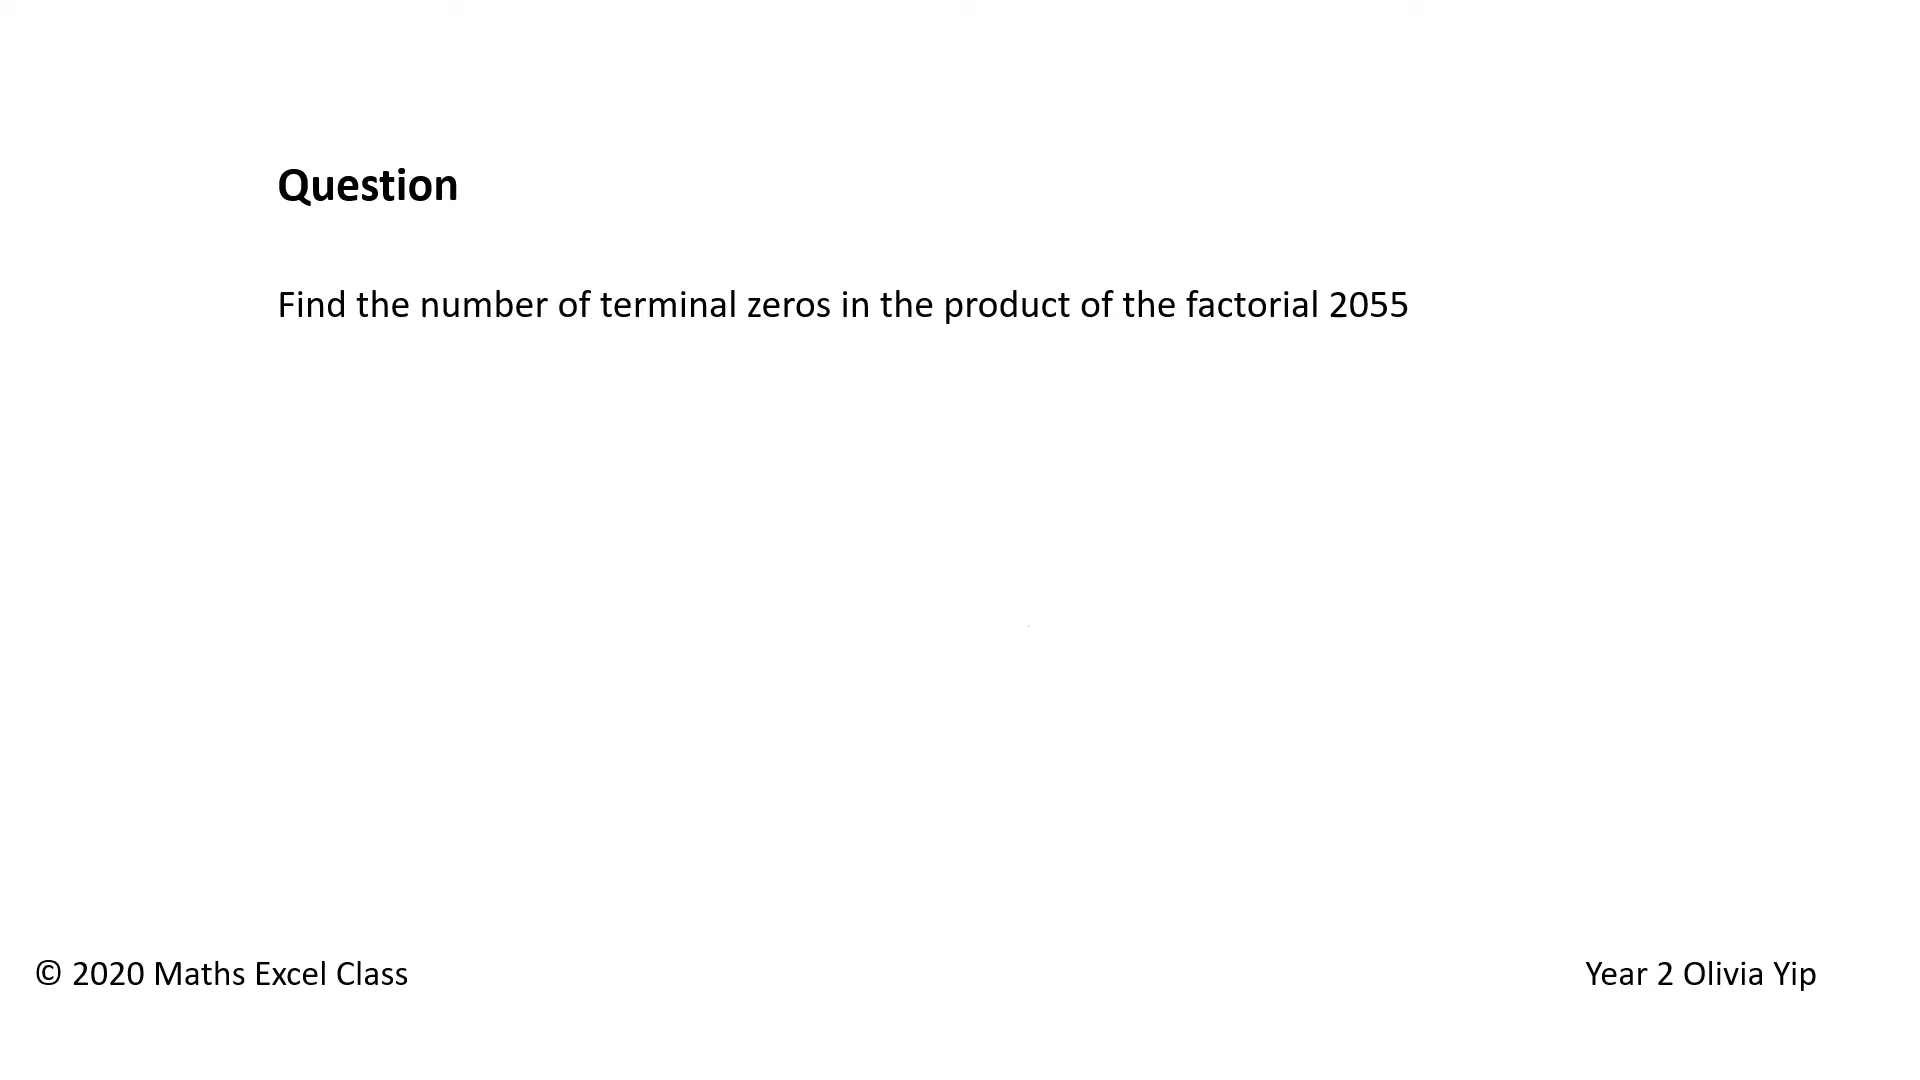 Question
Find the number of terminal zeros in the product of the factorial 2055
© 2020 Maths Excel Class
Year 2 Olivia Yip